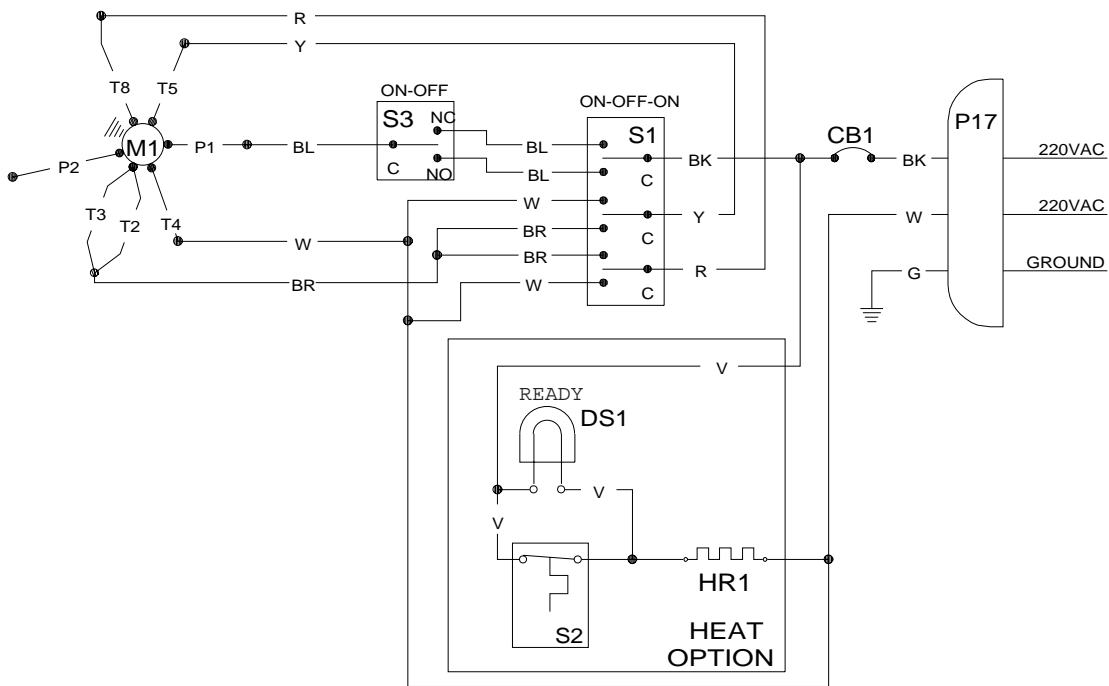 R
Y
T8
T5
ON-OFF
ON-OFF-ON
S3
NC
S1
CB1
P17
M1
P1
BL
BL
BK
BK
220VAC
P2
C
NO
BL
C
W
W
220VAC
T3
T2
T4
Y
W
BR
C
BR
R
G
GROUND
BR
W
C
V
READY
DS1
V
V
HR1
S2
HEAT
OPTION